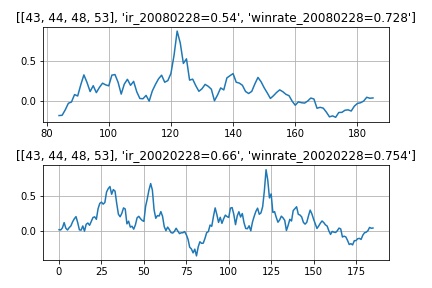 [[43, 44, 48, 53], 'ir_20080228=0.54', 'winrate_20080228=0.728']
0.5
0.0
80 100 120 140 160 180
[[43, 44, 48, 53], 'ir_20020228=0.66', 'winrate_20020228=0.754']
0.5
0.0
0 25 50 75 100 125 150 175